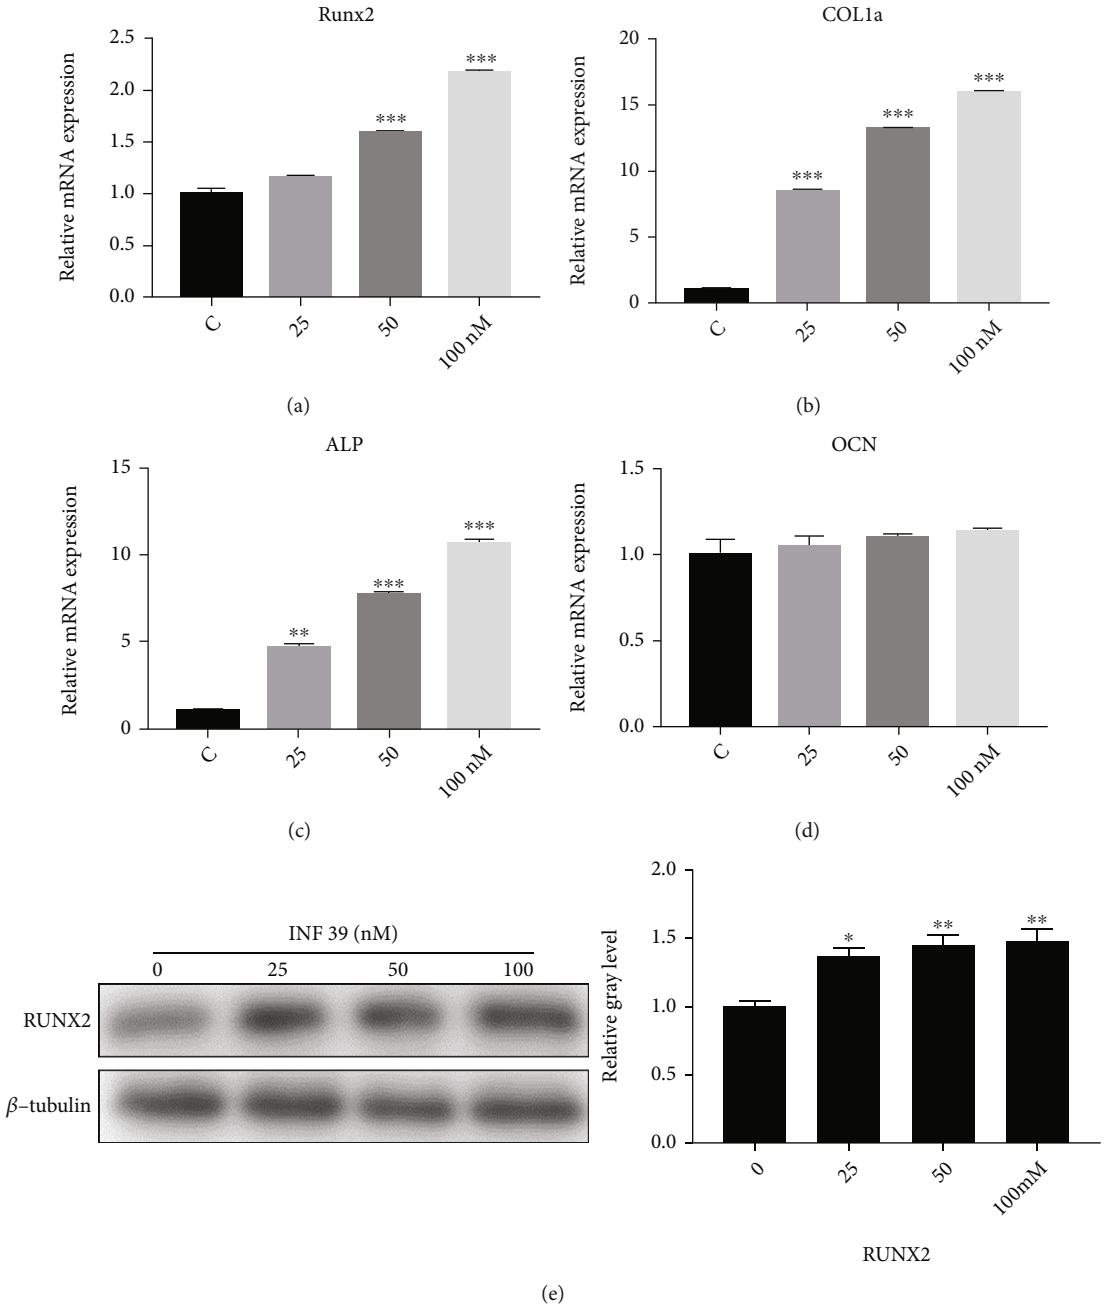 Runx2
Relative mRNA expression
2.5
2.0
1.5
1.0
0.5
0.0
***
***
C
25
50
100 nM
(a)
COL1a
Relative mRNA expression
20
15
10
5
0
***
***
***
C
25
50
100 nM
(b)
ALP
Relative mRNA expression
15
10
5
0
**
***
***
C
25
50
100 nM
(c)
OCN
Relative mRNA expression
1.5
1.0
0.5
0.0
C
25
50
100 nM
(d)
INF 39 (nM)
0 25 50 100
RUNX2
β–tubulin
Relative gray level
2.0
1.5
1.0
0.5
0.0
*
**
**
0
25
50
100mM
RUNX2
(e)